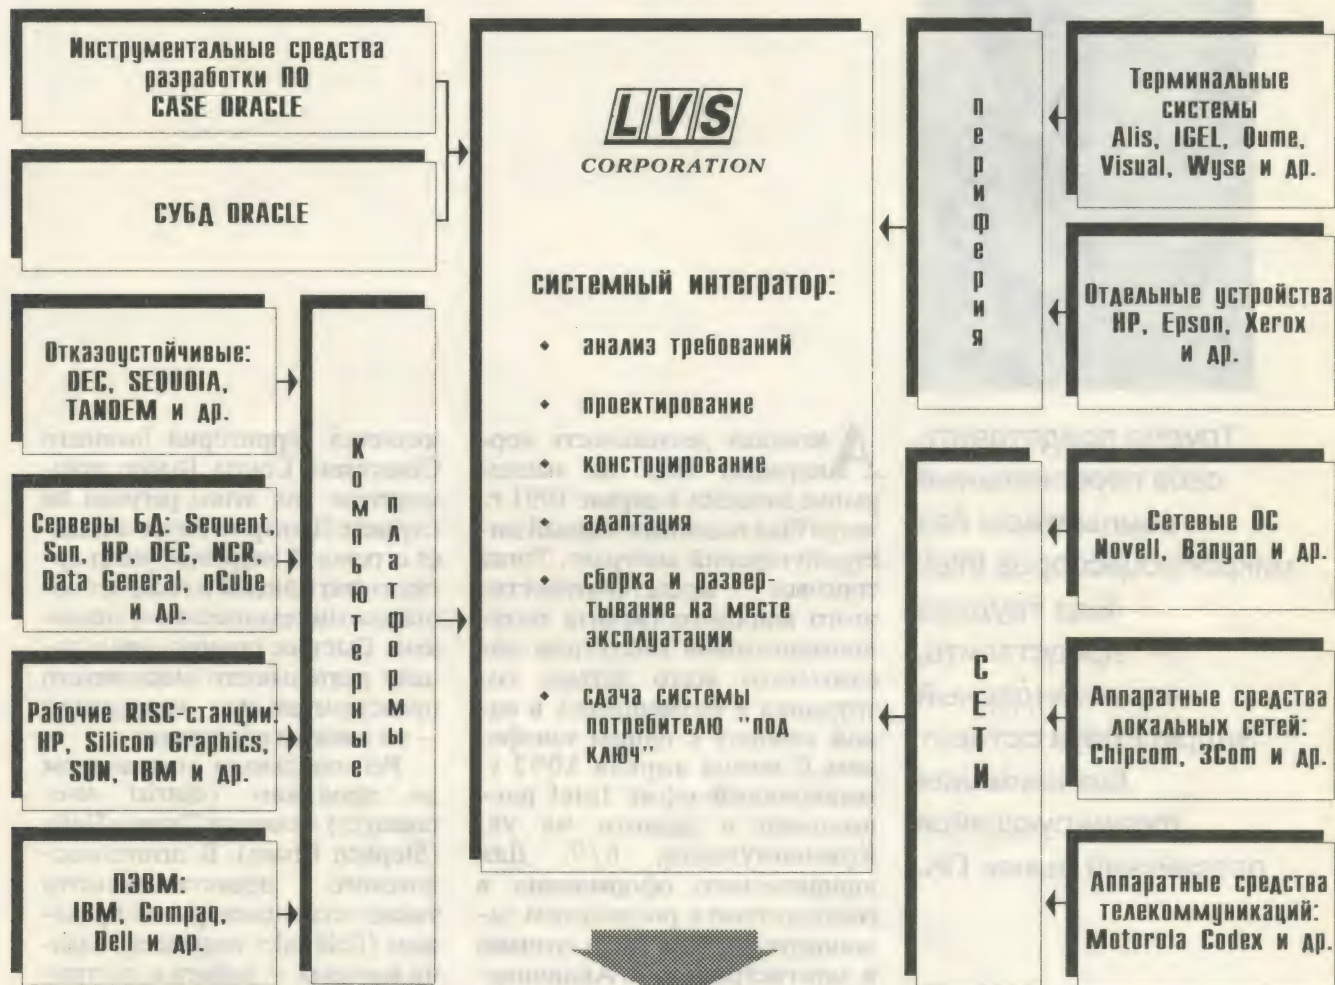 Инструментальные средства
разработки ПО
CASE ORACLE
СУБД ORACLE
Отказоустойчивые:
DEC, SEQUOIA,
TANDEM и др.
Серверы БД: Sequent,
Sun, HP, DEC, NCR,
Data General, nCube
и др.
Рабочие RISC-станции:
HP, Silicon Graphics,
SUN, IBM и др.
ПЭВМ:
IBM, Compaq,
Dell и др.
Компьютерные
платформы
LVS
CORPORATION
системный интегратор:
• анализ требований
• проектирование
• конструирование
• адаптация
• сборка и развер-
тывание на месте
эксплуатации
• сдача системы
потребителю "под
ключ"
периферия
Терминальные
системы
Alis, IGEL, Qume,
Visual, Wyse и др.
Отдельные устройства
HP, Epson, Xerox
и др.
СЕТИ
Сетевые ОС
Novell, Banyan и др.
Аппаратные средства
локальных сетей:
Chipcom, 3Com и др.
Аппаратные средства
телекоммуникаций:
Motorola Codex и др.